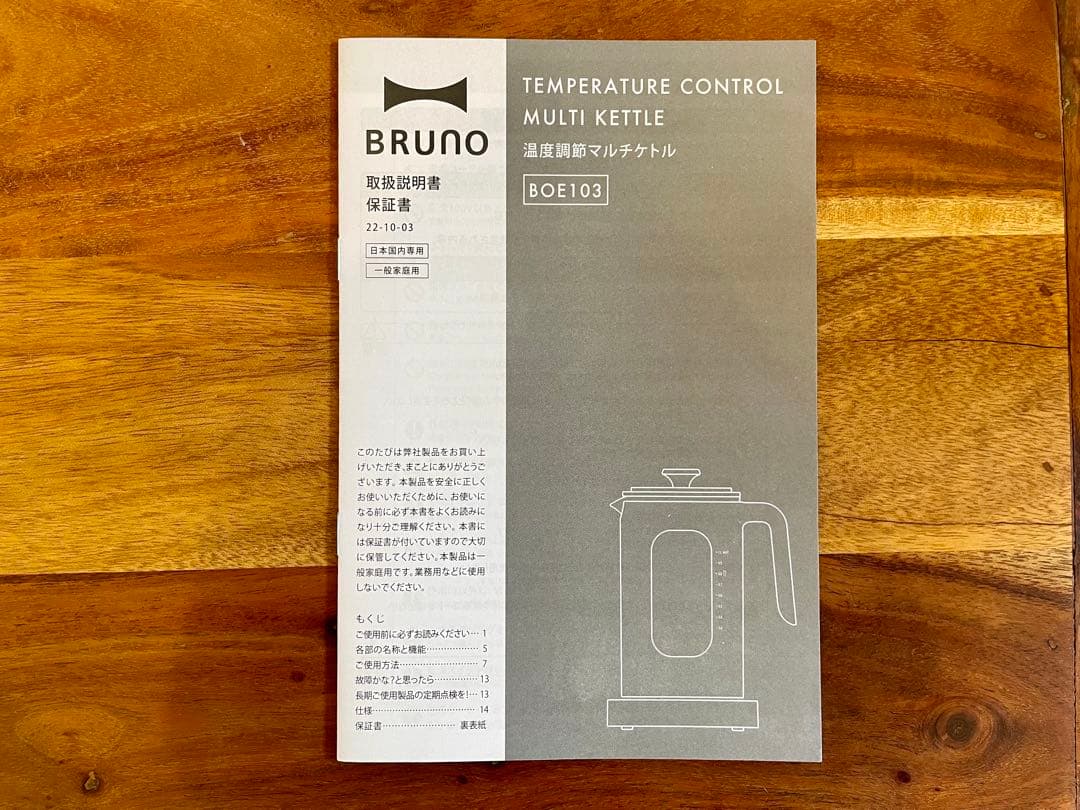 BRUNO
取扱説明書
保証書
22-10-03
日本国内専用
一般家庭用
TEMPERATURE CONTROL
MULTI KETTLE
温度調節マルチケトル
BOE103
このたびは弊社製品をお買い上
げいただき、まことにありがとうご
ざいます。本製品を安全に正しく
お使いいただくために、お使いに
なる前に必ず本書をよくお読みに
なり十分ご理解ください。本書に
は保証書が付いていますので大切
に保管してください。本製品は一
般家庭用です。業務用などに使用
しないでください。
もくじ
ご使用前に必ずお読みください… 1
各部の名称と機能……………… 5
ご使用方法……………………… 7
故障かな?と思ったら…………… 13
長期ご使用製品の定期点検を!… 13
仕様……………………………… 14
保証書…………………… 裏表紙